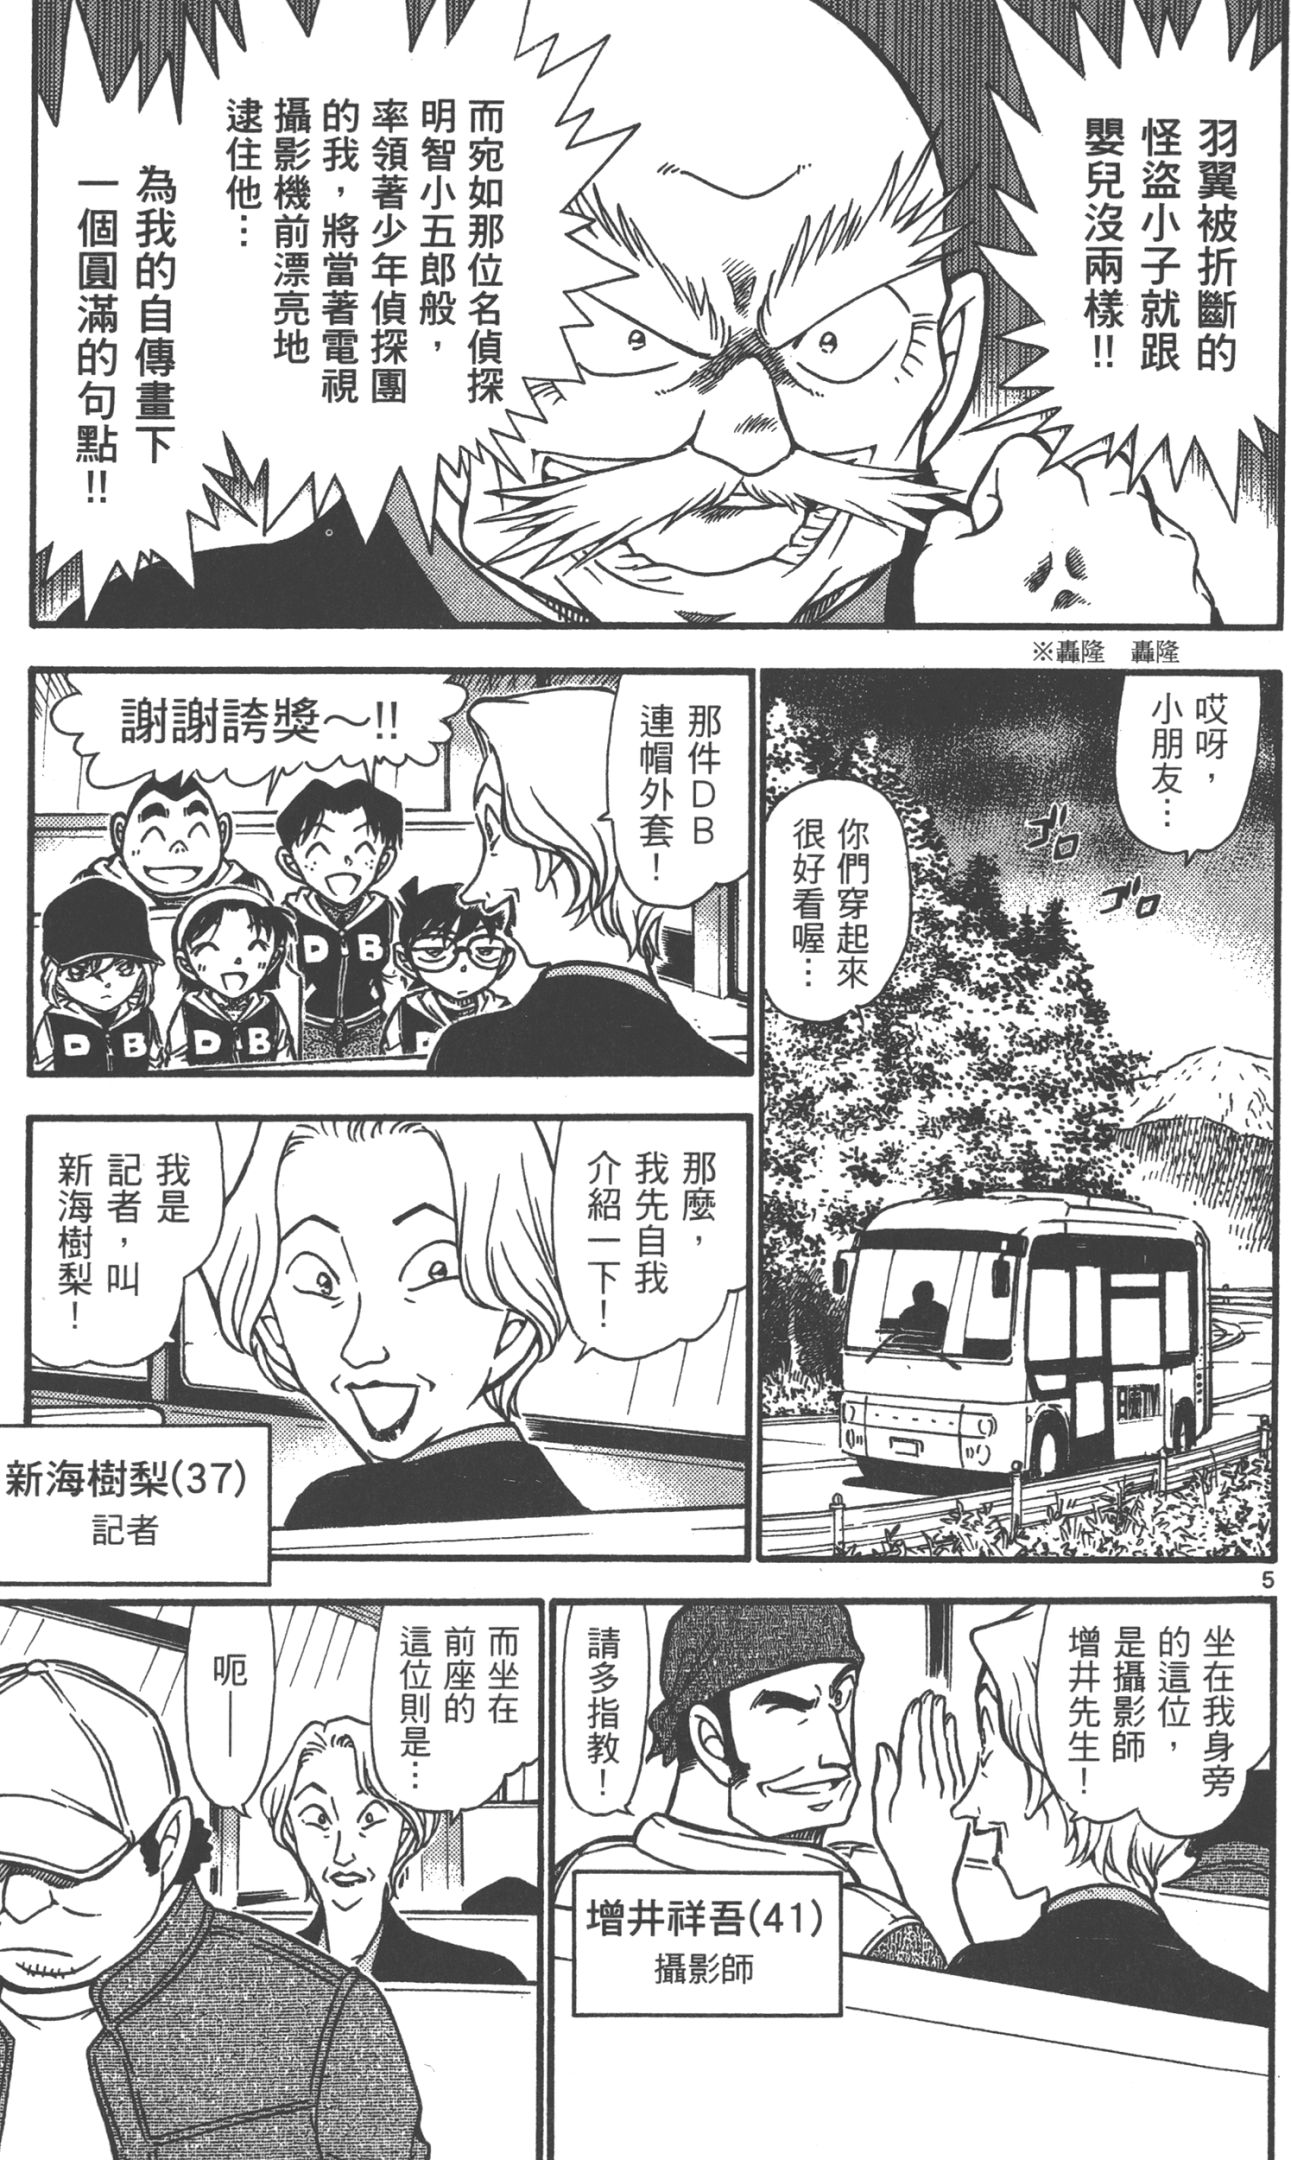 羽翼被折斷的
怪盜小子就跟
嬰兒沒兩樣!!
而宛如那位名偵探
明智小五郎般，
率領著少年偵探團
的我，將當著電視
攝影機前漂亮地
逮住他…
為我的自傳畫下
一個圓滿的句點!!
※轟隆　轟隆
哎呀，
小朋友…
你們穿起來
很好看喔…
ゴロ
ゴロ
日東TV
那件DB
連帽外套！
謝謝誇獎～!!
D B
D B
D B
D
那麼，
我先自我
介紹一下！
我是
記者，叫
新海樹梨！
新海樹梨(37)
記者
5
坐在我身旁
的這位，
是攝影師
增井先生！
請多指教！
增井祥吾(41)
攝影師
而坐在
前座的
這位則是…
呃—